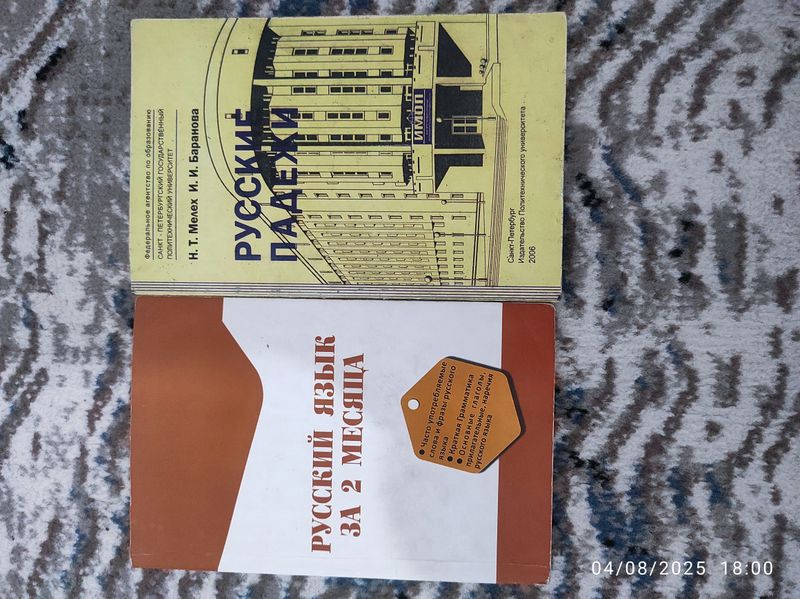 Федеральное агентство по образованию
САНКТ - ПЕТЕРБУРГСКИЙ ГОСУДАРСТВЕННЫЙ
ПОЛИТЕХНИЧЕСКИЙ УНИВЕРСИТЕТ
Н. Т. Мелех И. И. Баранова
РУССКИЕ
ПАДЕЖИ
ИМОП
Санкт-Петербург
Издательство Политехнического университета
2006
РУССКИЙ ЯЗЫК
ЗА 2 МЕСЯЦА
● Часто употребляемые
слова и фразы русского
языка
● Краткая Грамматика
● Основные глаголы,
прилагательные, наречия
русского языка
04/08/2025 18:00